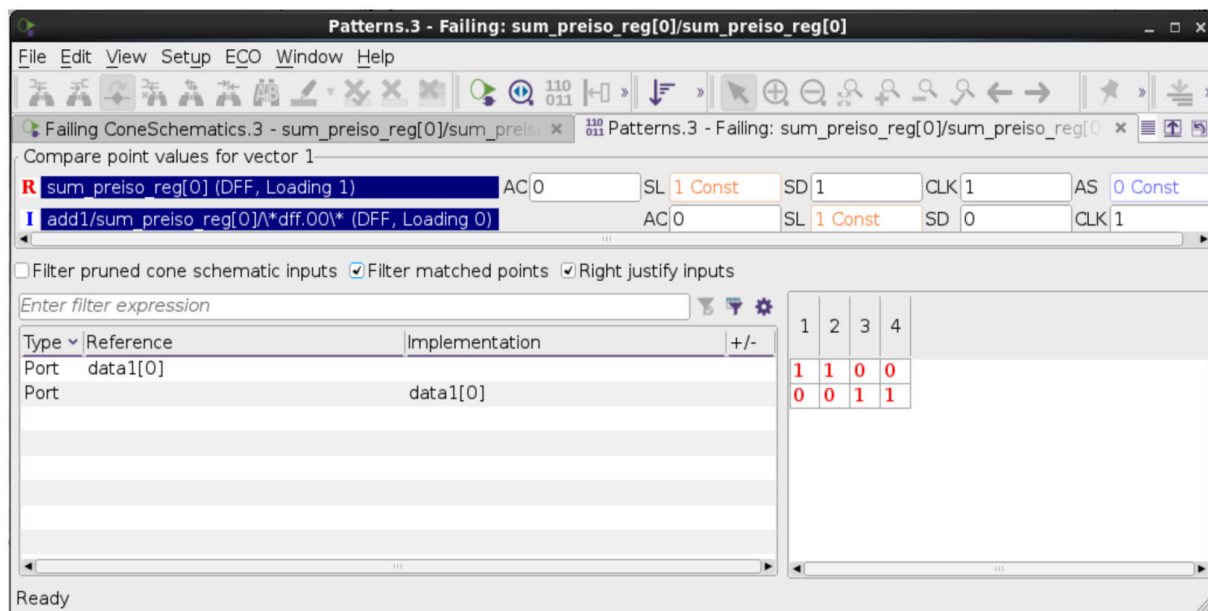 Patterns.3 - Failing: sum_preiso_reg[0]/sum_preiso_reg[0]
File Edit View Setup ECO Window Help
110 011
Failing ConeSchematics.3 - sum_preiso_reg[0]/sum_preis
110 011 Patterns.3 - Failing: sum_preiso_reg[0]/sum_preiso_reg[0
Compare point values for vector 1
R sum_preiso_reg[0] (DFF, Loading 1) AC 0 SL 1 Const SD 1 CLK 1 AS 0 Const
I add1/sum_preiso_reg[0]/\*dff.00\* (DFF, Loading 0) AC 0 SL 1 Const SD 0 CLK 1
Filter pruned cone schematic inputs Filter matched points Right justify inputs
Enter filter expression
1 2 3 4
Type Reference Implementation +/-
Port data1[0] 1 1 0 0
Port data1[0] 0 0 1 1
Ready